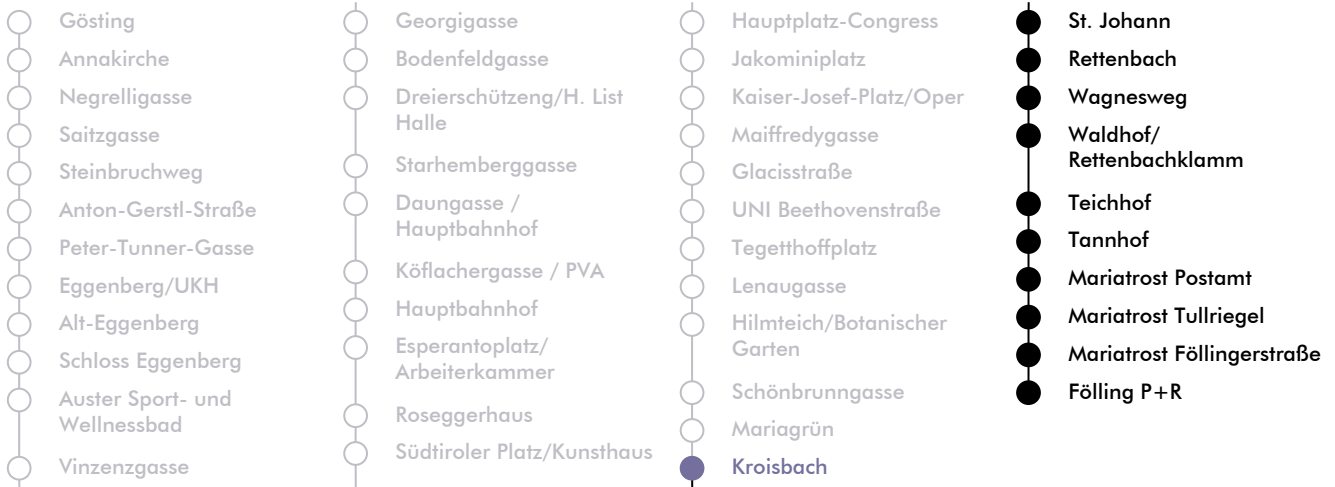 Gösting
Annakirche
Negrelligasse
Saitzgasse
Steinbruchweg
Anton-Gerstl-Straße
Peter-Tunner-Gasse
Eggenberg/UKH
Alt-Eggenberg
Schloss Eggenberg
Auster Sport- und
Wellnessbad
Vinzenzgasse
Georgigasse
Bodenfeldgasse
Dreierschützeng/H. List
Halle
Starhemberggasse
Daungasse /
Hauptbahnhof
Köflachergasse / PVA
Hauptbahnhof
Esperantoplatz/
Arbeiterkammer
Roseggerhaus
Südtiroler Platz/Kunsthaus
Hauptplatz-Congress
Jakominiplatz
Kaiser-Josef-Platz/Oper
Maiffredygasse
Glacisstraße
UNI Beethovenstraße
Tegetthoffplatz
Lenaugasse
Hilmteich/Botanischer
Garten
Schönbrunngasse
Mariagrün
Kroisbach
St. Johann
Rettenbach
Wagnesweg
Waldhof/
Rettenbachklamm
Teichhof
Tannhof
Mariatrost Postamt
Mariatrost Tullriegel
Mariatrost Föllingerstraße
Fölling P+R